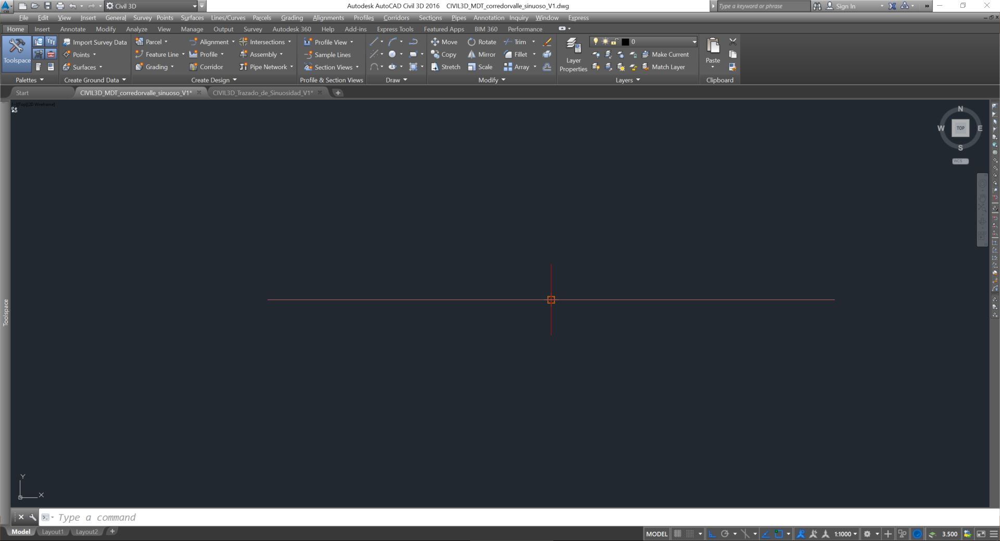 Civil 3D
Autodesk AutoCAD Civil 3D 2016 CIVIL3D_MDT_corredorvalle_sinuoso_V1.dwg
Type a keyword or phrase
Sign In
File Edit View Insert General Survey Points Surfaces Lines/Curves Parcels Grading Alignments Profiles Corridors Sections Pipes Annotation Inquiry Window Express
Home Insert Annotate Modify Analyze View Manage Output Survey Autodesk 360 Help Add-ins Express Tools Featured Apps BIM 360 Performance
Import Survey Data Parcel Alignment Intersections Profile View Move Rotate Trim 0
Points Feature Line Profile Assembly Sample Lines Copy Mirror Fillet Make Current
Toolspace
Layer Properties
Paste
Surfaces Grading Corridor Pipe Network Section Views Stretch Scale Array Match Layer
Palettes Create Ground Data Create Design Profile & Section Views Draw Modify Layers Clipboard
Start CIVIL3D_MDT_corredorvalle_sinuoso_V1* CIVIL3D_Trazado_de_Sinuosidad_V1*
[-][Top][2D Wireframe]
N
W TOP E
S
WCS
Toolspace
Y
X
Type a command
Model Layout1 Layout2
MODEL 1:1000 3.500